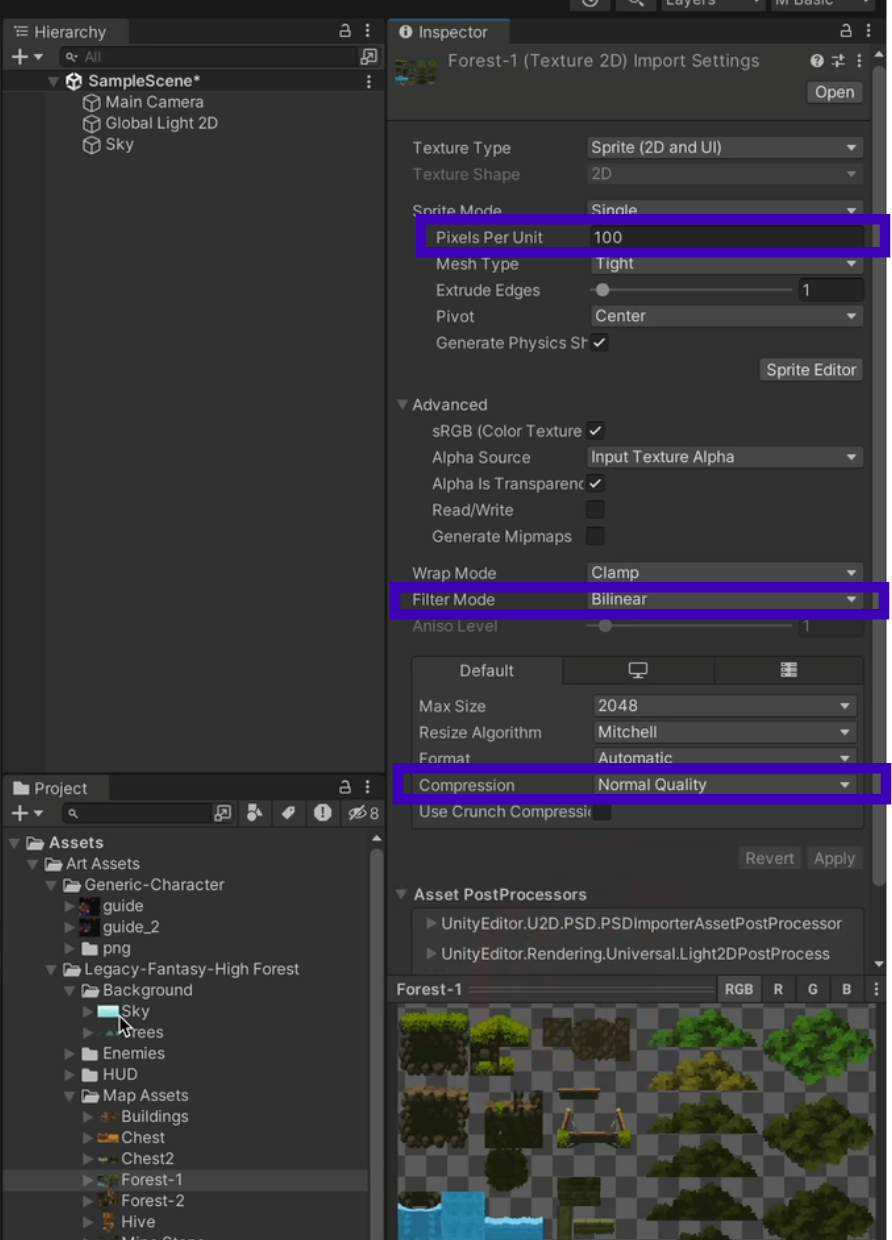 Layers
Basic
Hierarchy
All
SampleScene*
Main Camera
Global Light 2D
Sky
Inspector
Forest-1 (Texture 2D) Import Settings
Open
Texture Type Sprite (2D and UI)
Texture Shape 2D
Sprite Mode Single
Pixels Per Unit 100
Mesh Type Tight
Extrude Edges 1
Pivot Center
Generate Physics Sh
Sprite Editor
Advanced
sRGB (Color Texture
Alpha Source Input Texture Alpha
Alpha Is Transparenc
Read/Write
Generate Mipmaps
Wrap Mode Clamp
Filter Mode Bilinear
Aniso Level 1
Default
Max Size 2048
Resize Algorithm Mitchell
Format Automatic
Compression Normal Quality
Use Crunch Compressi
Revert Apply
Asset PostProcessors
UnityEditor.U2D.PSD.PSDImporterAssetPostProcessor
UnityEditor.Rendering.Universal.Light2DPostProcess
Forest-1 RGB R G B
Project
8
Assets
Art Assets
Generic-Character
guide
guide_2
png
Legacy-Fantasy-High Forest
Background
Sky
rees
Enemies
HUD
Map Assets
Buildings
Chest
Chest2
Forest-1
Forest-2
Hive